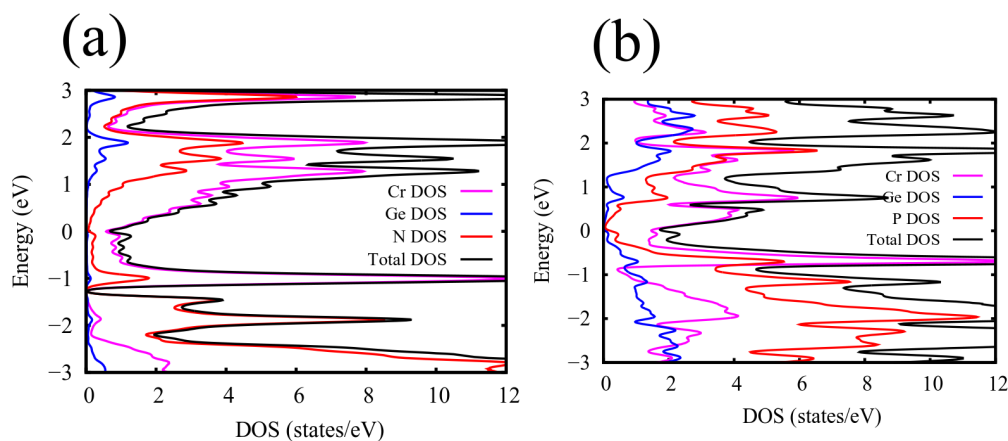 (a)
3
2
1
0
−1
−2
−3
Energy (eV)
Cr DOS
Ge DOS
N DOS
Total DOS
0 2 4 6 8 10 12
DOS (states/eV)
(b)
3
2
1
0
−1
−2
−3
Energy (eV)
Cr DOS
Ge DOS
P DOS
Total DOS
0 2 4 6 8 10 12
DOS (states/eV)